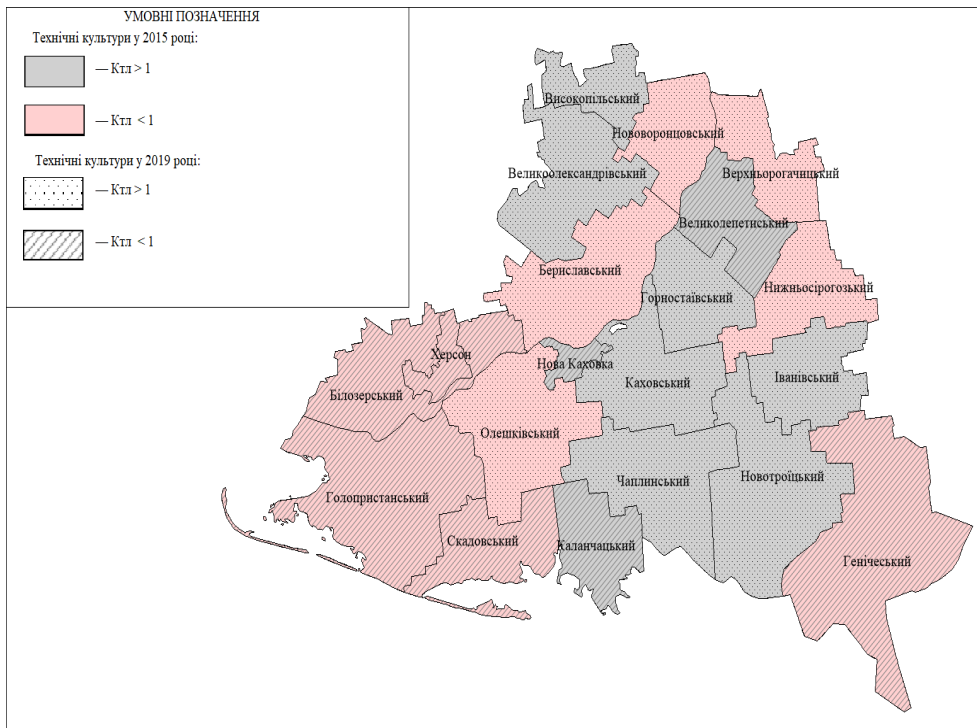 УМОВНІ ПОЗНАЧЕННЯ
Технічні культури у 2015 році:
— Ктл > 1
— Ктл < 1
Технічні культури у 2019 році:
— Ктл > 1
— Ктл < 1
Високопільський
Нововоронцовський
Великоолександрівський
Верхньорогачицький
Великолепетиський
Бериславський
Нижньосірогозький
Горностаївський
Херсон
Нова Каховка
Іванівський
Каховський
Білозерський
Олешківський
Чаплинський
Новотроїцький
Голопристанський
Скадовський
Каланчацький
Генічеський